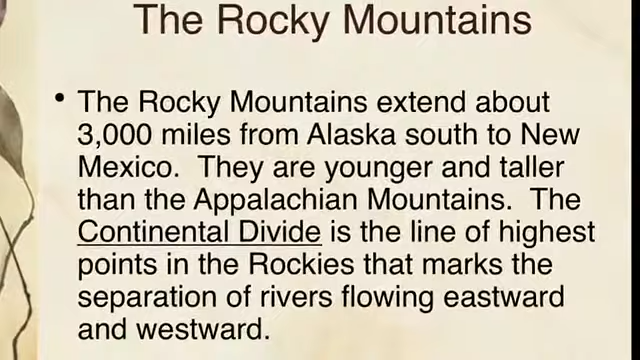 The Rocky Mountains
• The Rocky Mountains extend about
3,000 miles from Alaska south to New
Mexico.  They are younger and taller
than the Appalachian Mountains.  The
Continental Divide is the line of highest
points in the Rockies that marks the
separation of rivers flowing eastward
and westward.